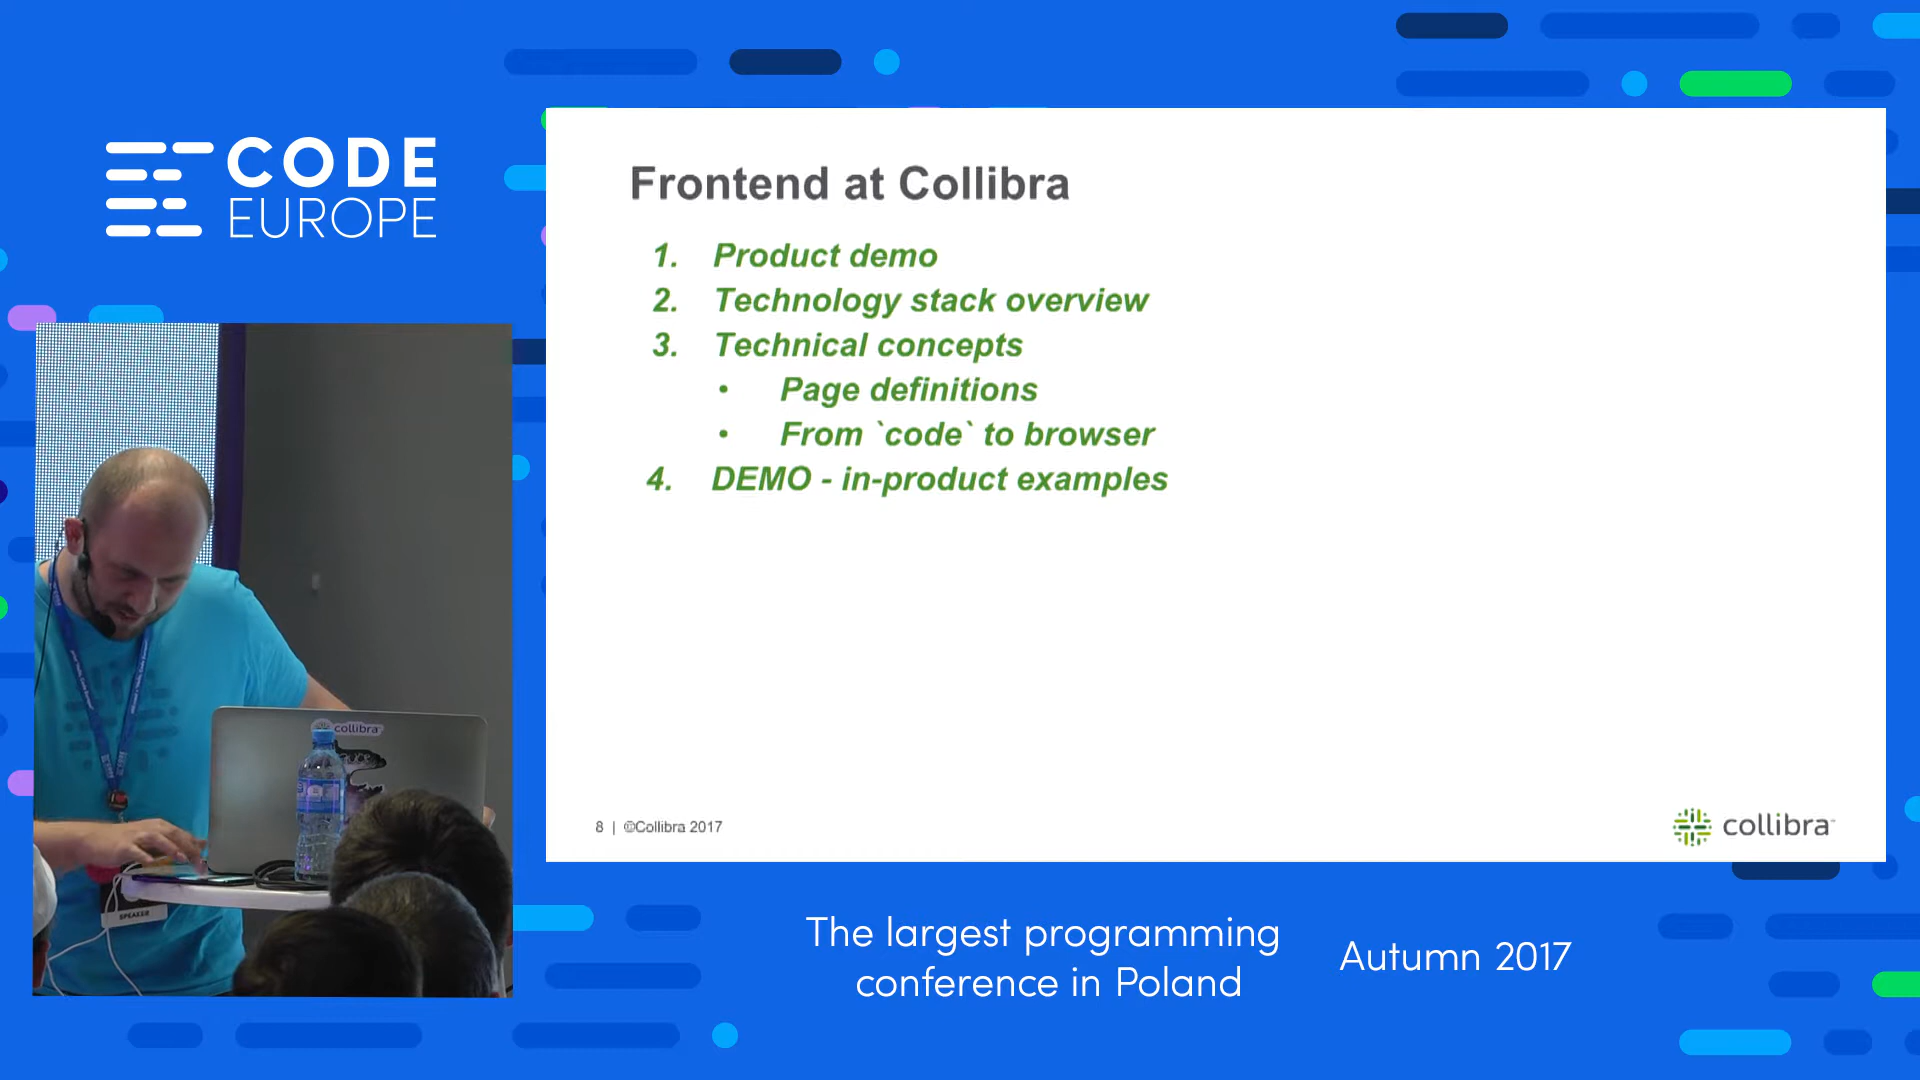 CODE
EUROPE
Frontend at Collibra
1. Product demo
2. Technology stack overview
3. Technical concepts
• Page definitions
• From `code` to browser
4. DEMO - in-product examples
8 | ©Collibra 2017
collibra
collibra
SPEAKER
The largest programming
conference in Poland
Autumn 2017